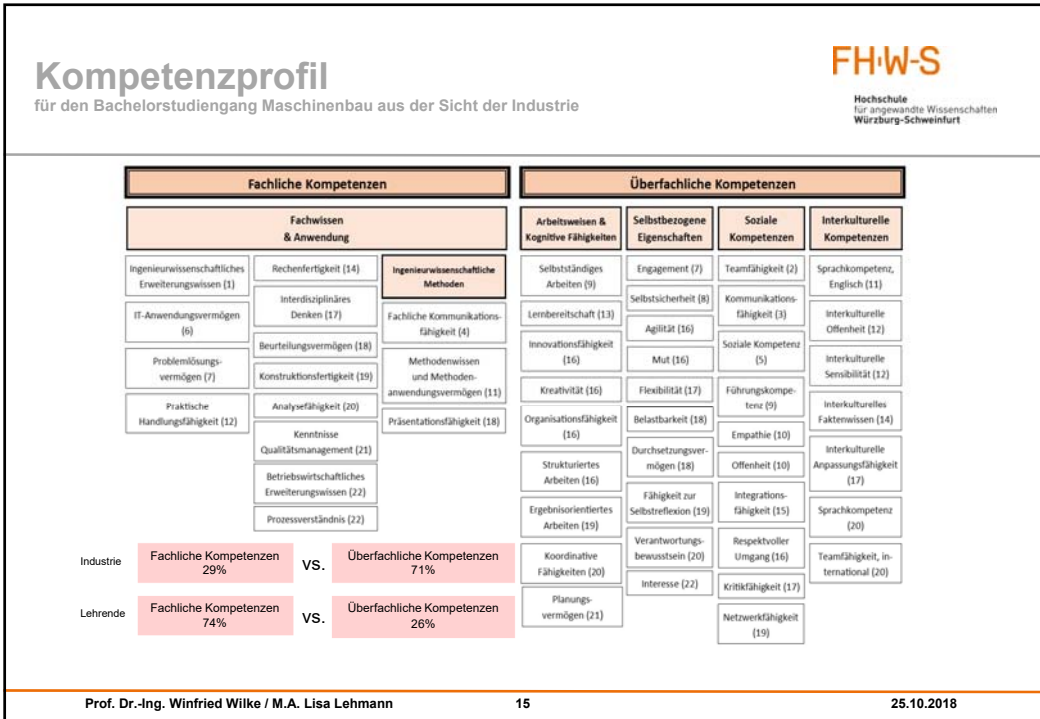 Kompetenzprofil
für den Bachelorstudiengang Maschinenbau aus der Sicht der Industrie
FH·W-S
Hochschule
für angewandte Wissenschaften
Würzburg-Schweinfurt
Fachliche Kompetenzen
Fachwissen
& Anwendung
Ingenieurwissenschaftliches
Erweiterungswissen (1)
IT-Anwendungsvermögen
(6)
Problemlösungs-
vermögen (7)
Praktische
Handlungsfähigkeit (12)
Rechenfertigkeit (14)
Interdisziplinäres
Denken (17)
Beurteilungsvermögen (18)
Konstruktionsfertigkeit (19)
Analysefähigkeit (20)
Kenntnisse
Qualitätsmanagement (21)
Betriebswirtschaftliches
Erweiterungswissen (22)
Prozessverständnis (22)
Ingenieurwissenschaftliche
Methoden
Fachliche Kommunikations-
fähigkeit (4)
Methodenwissen
und Methoden-
anwendungsvermögen (11)
Präsentationsfähigkeit (18)
Überfachliche Kompetenzen
Arbeitsweisen &
Kognitive Fähigkeiten
Selbstständiges
Arbeiten (9)
Lernbereitschaft (13)
Innovationsfähigkeit
(16)
Kreativität (16)
Organisationsfähigkeit
(16)
Strukturiertes
Arbeiten (16)
Ergebnisorientiertes
Arbeiten (19)
Koordinative
Fähigkeiten (20)
Planungs-
vermögen (21)
Selbstbezogene
Eigenschaften
Engagement (7)
Selbstsicherheit (8)
Agilität (16)
Mut (16)
Flexibilität (17)
Belastbarkeit (18)
Durchsetzungsver-
mögen (18)
Fähigkeit zur
Selbstreflexion (19)
Verantwortungs-
bewusstsein (20)
Interesse (22)
Soziale
Kompetenzen
Teamfähigkeit (2)
Kommunikations-
fähigkeit (3)
Soziale Kompetenz
(5)
Führungskompe-
tenz (9)
Empathie (10)
Offenheit (10)
Integrations-
fähigkeit (15)
Respektvoller
Umgang (16)
Kritikfähigkeit (17)
Netzwerkfähigkeit
(19)
Interkulturelle
Kompetenzen
Sprachkompetenz,
Englisch (11)
Interkulturelle
Offenheit (12)
Interkulturelle
Sensibilität (12)
Interkulturelles
Faktenwissen (14)
Interkulturelle
Anpassungsfähigkeit
(17)
Sprachkompetenz
(20)
Teamfähigkeit, in-
ternational (20)
Industrie
Fachliche Kompetenzen
29%
VS.
Überfachliche Kompetenzen
71%
Lehrende
Fachliche Kompetenzen
74%
VS.
Überfachliche Kompetenzen
26%
Prof. Dr.-Ing. Winfried Wilke / M.A. Lisa Lehmann
15
25.10.2018